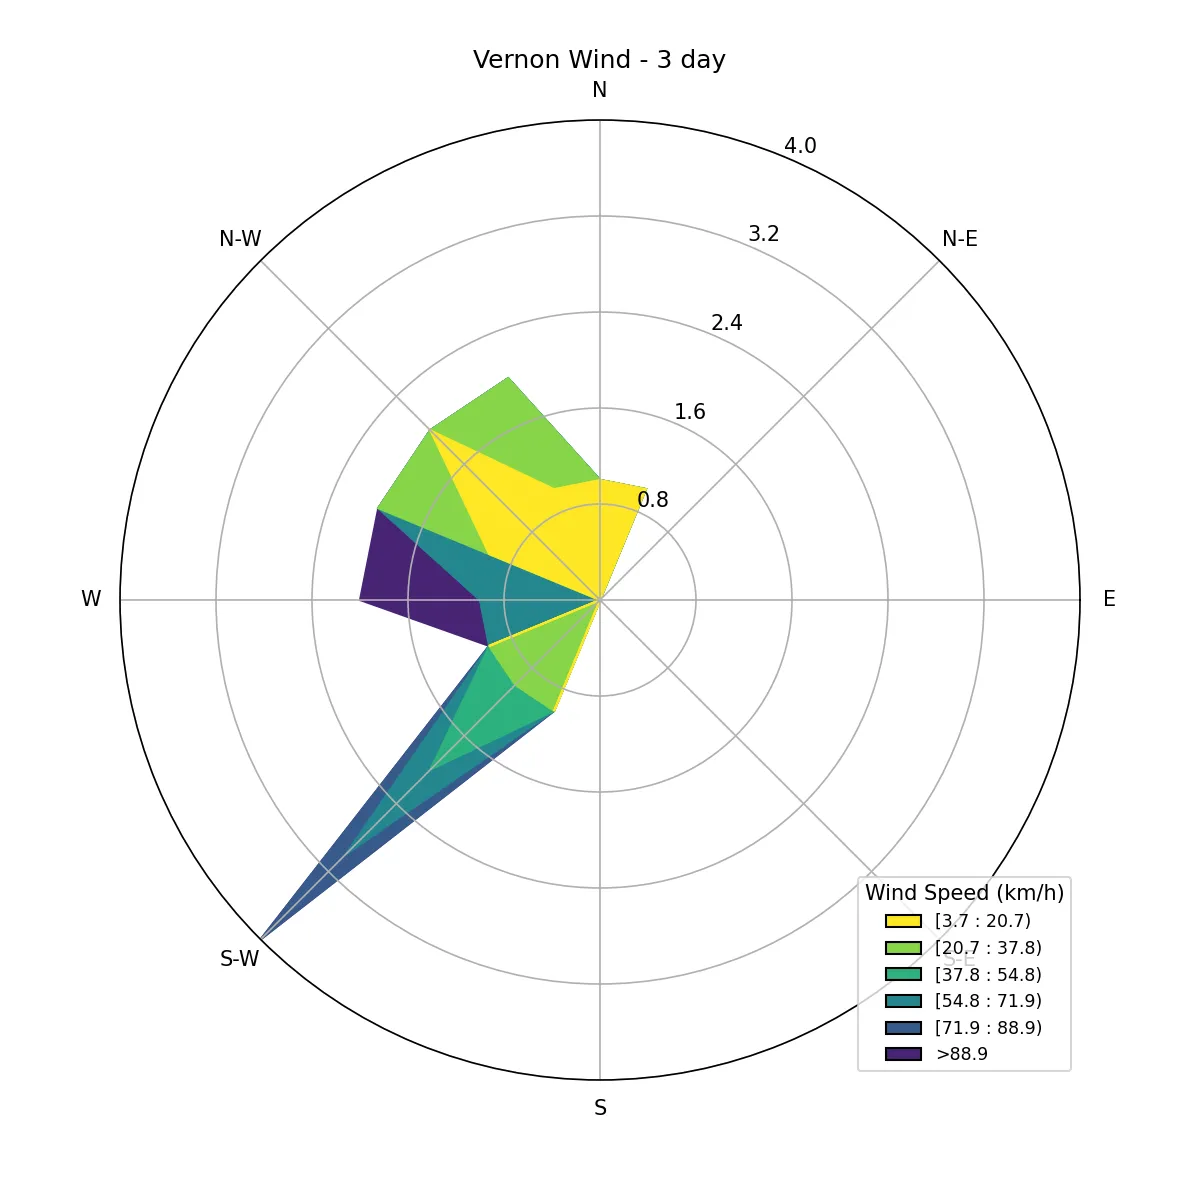 Vernon Wind - 3 day
N
4.0
N-W
3.2
N-E
2.4
1.6
0.8
W
E
S-W
S-E
S
Wind Speed (km/h)
[3.7 : 20.7)
[20.7 : 37.8)
[37.8 : 54.8)
[54.8 : 71.9)
[71.9 : 88.9)
>88.9